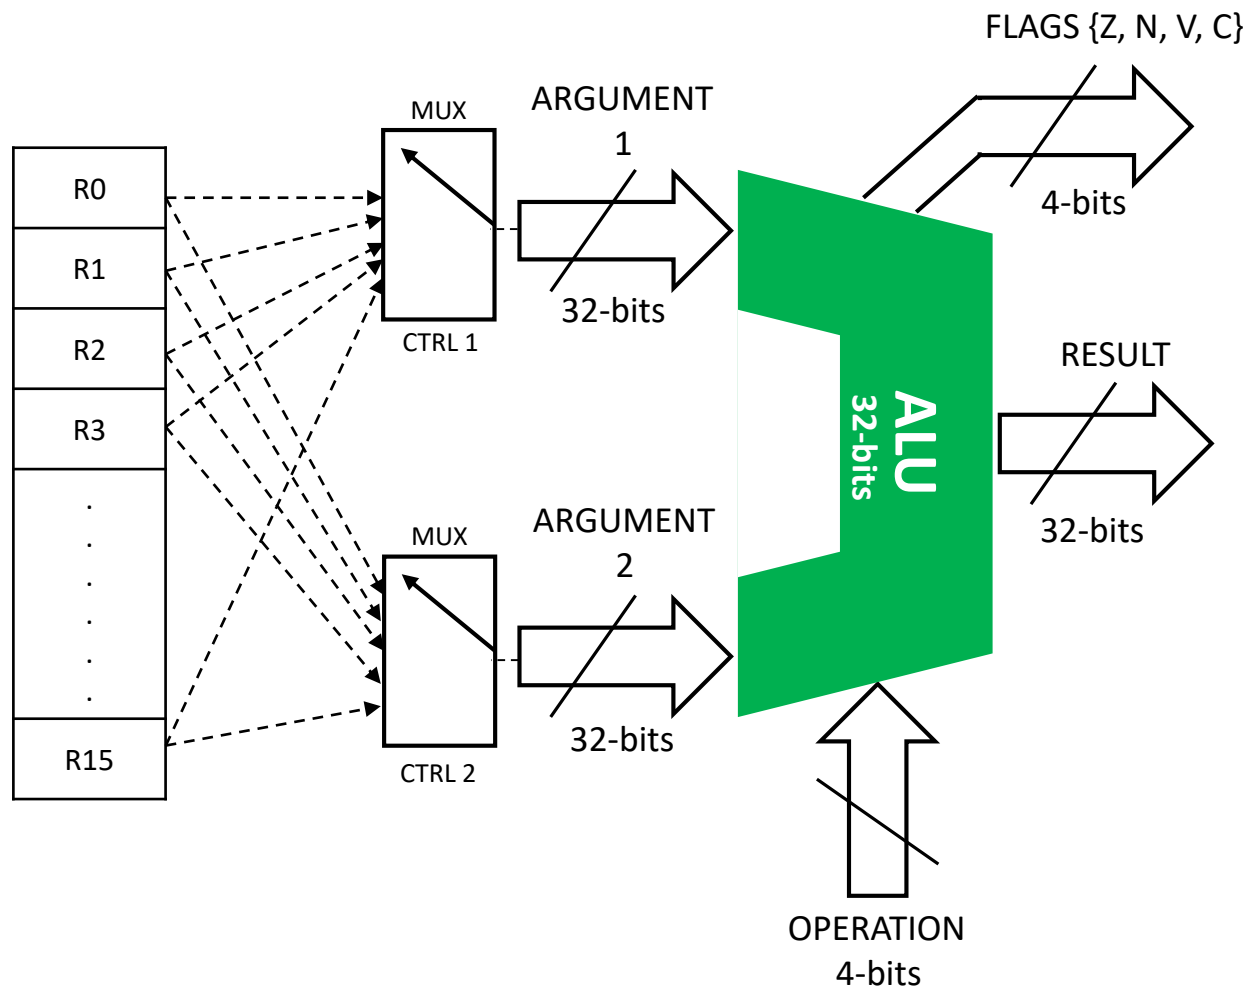 FLAGS {Z, N, V, C}
4-bits
MUX
ARGUMENT
1
32-bits
CTRL 1
R0
R1
R2
R3
.
.
.
.
.
.
R15
ALU
32-bits
RESULT
32-bits
MUX
ARGUMENT
2
32-bits
CTRL 2
OPERATION
4-bits